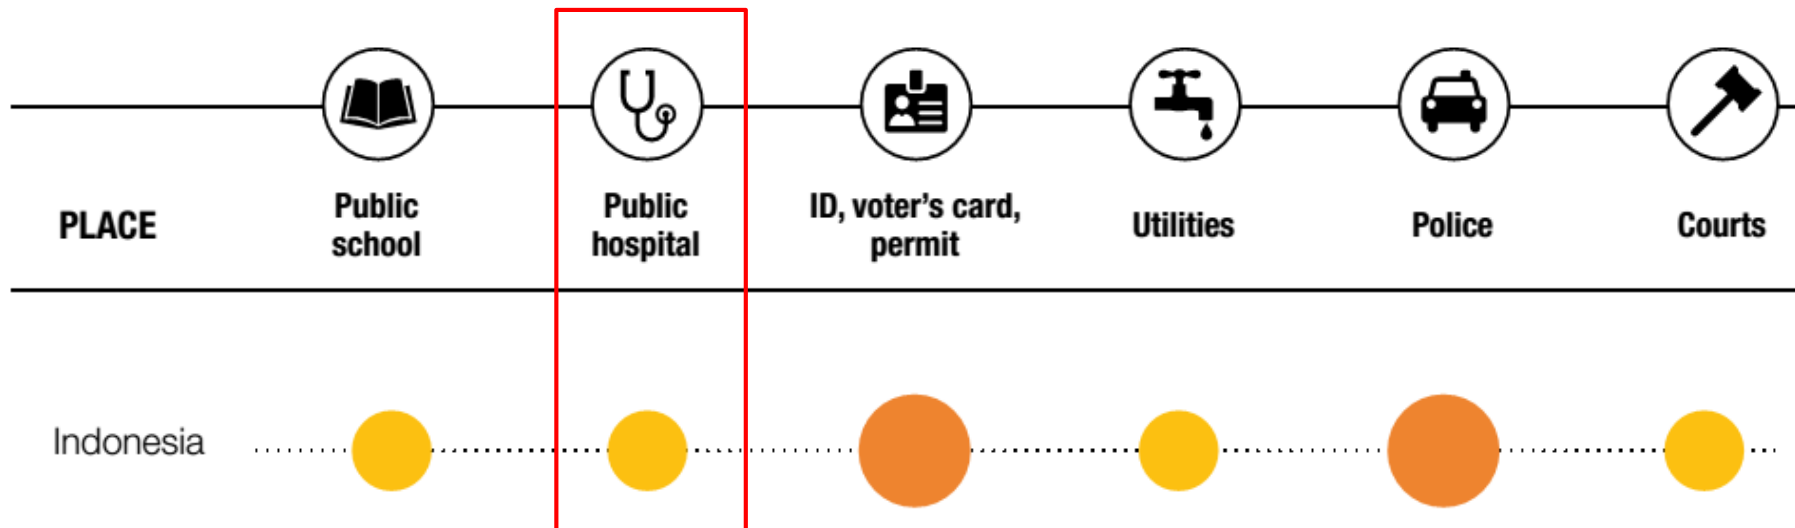 PLACE
Public
school
Public
hospital
ID, voter's card,
permit
Utilities
Police
Courts
Indonesia